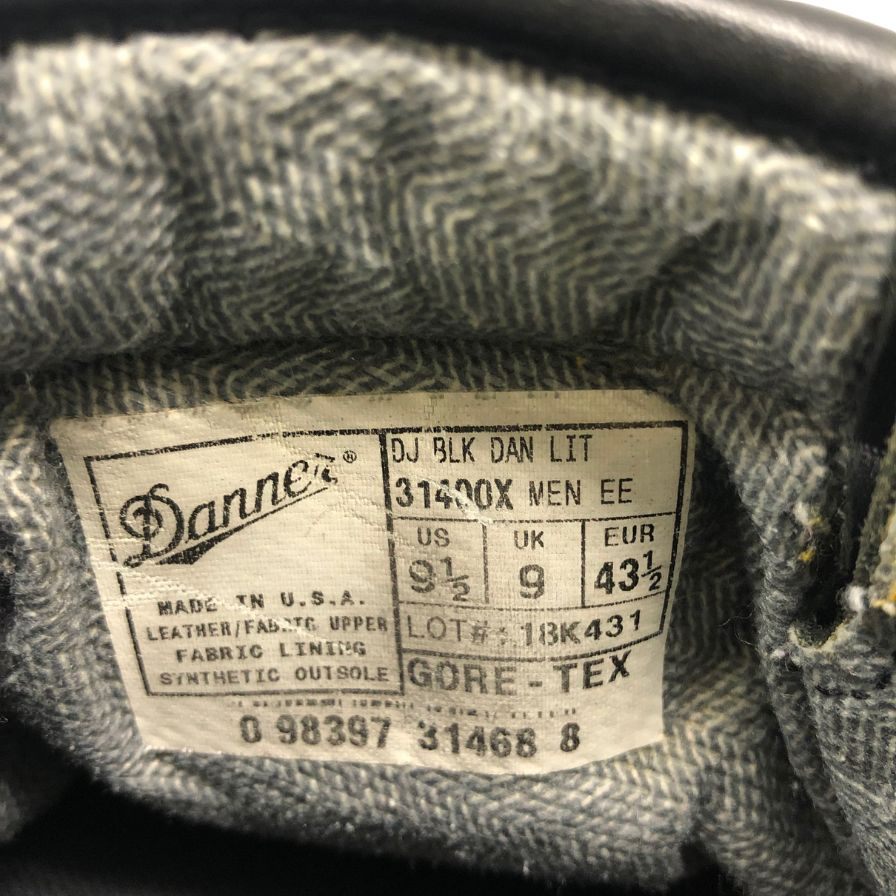 Danner®
MADE IN U.S.A.
LEATHER/FABRIC UPPER
FABRIC LINING
SYNTHETIC OUTSOLE
DJ BLK DAN LIT
31400X MEN EE
US UK EUR
9½ 9 43½
LOT#: 18K431
GORE-TEX
0 98397 31468 8